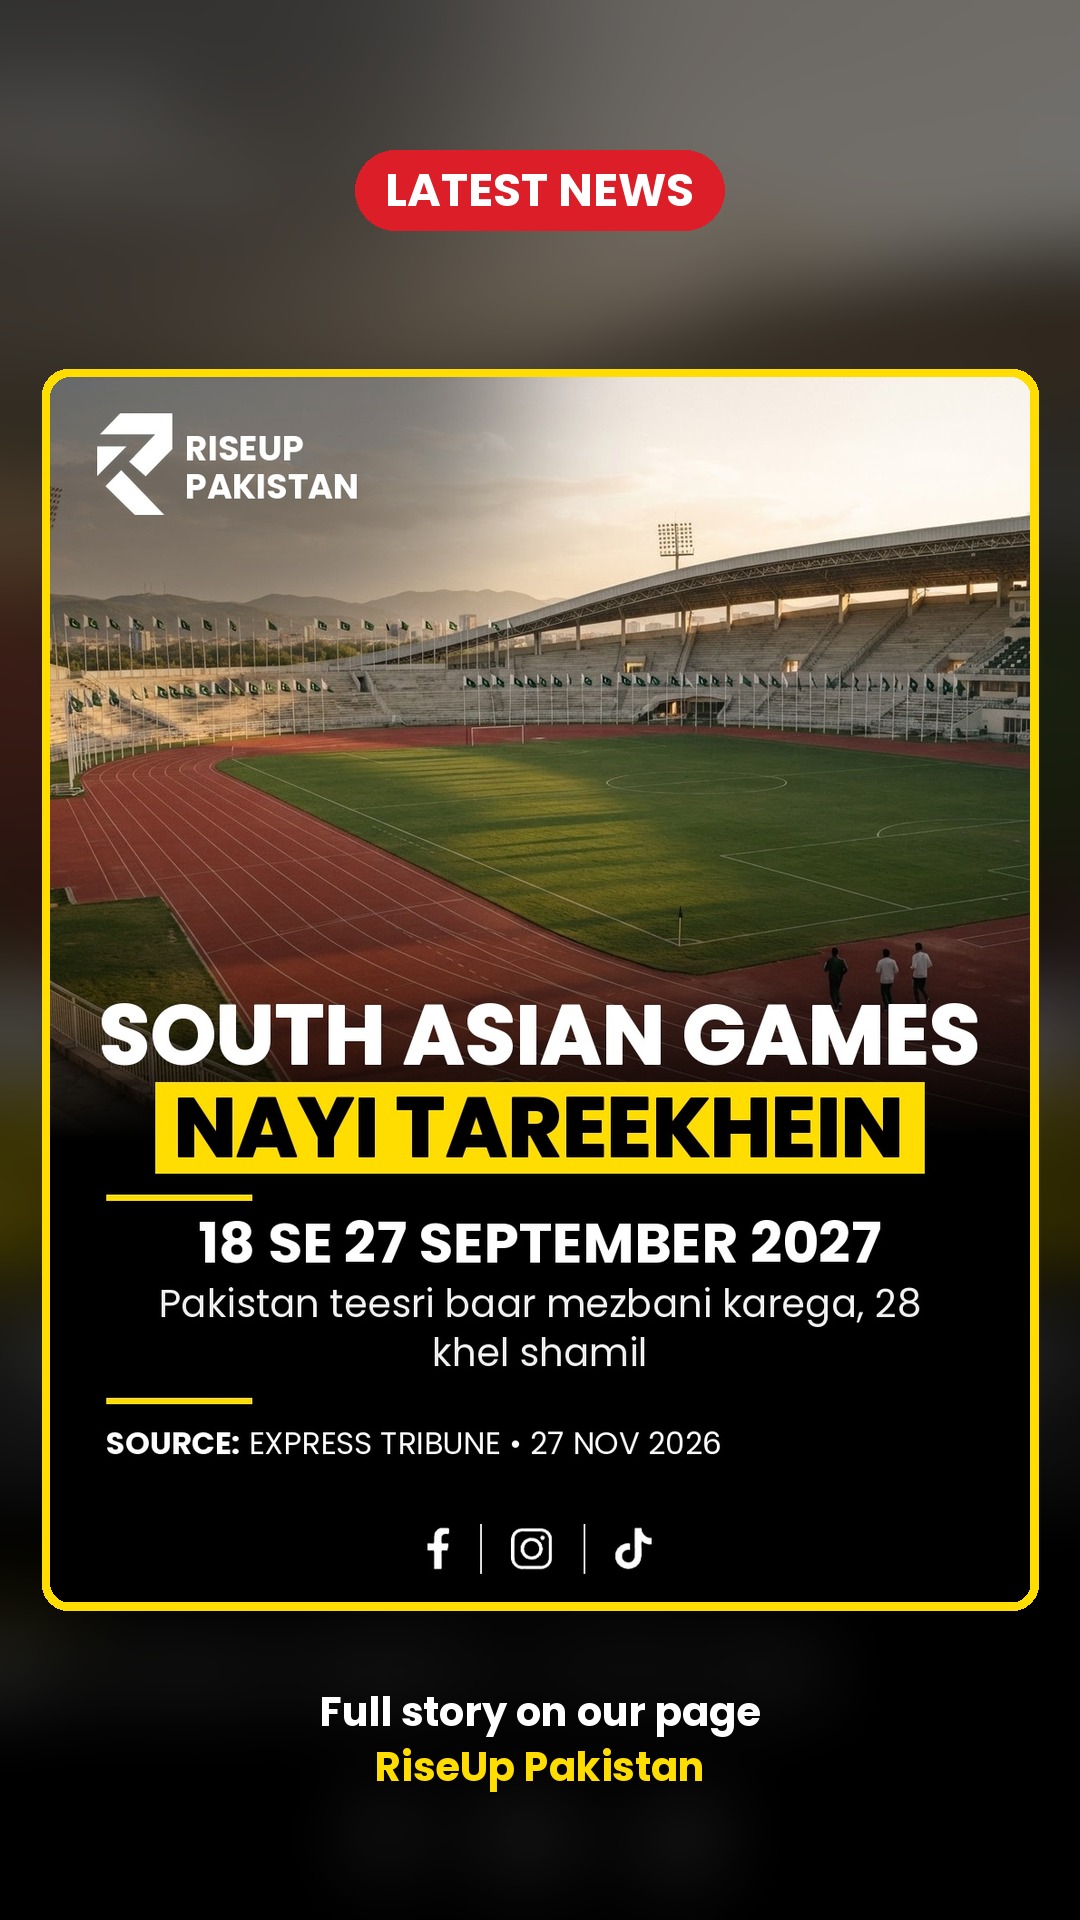 LATEST NEWS
RISEUP
PAKISTAN
SOUTH ASIAN GAMES
NAYI TAREEKHEIN
18 SE 27 SEPTEMBER 2027
Pakistan teesri baar mezbani karega, 28
khel shamil
SOURCE: EXPRESS TRIBUNE • 27 NOV 2026
Full story on our page
RiseUp Pakistan